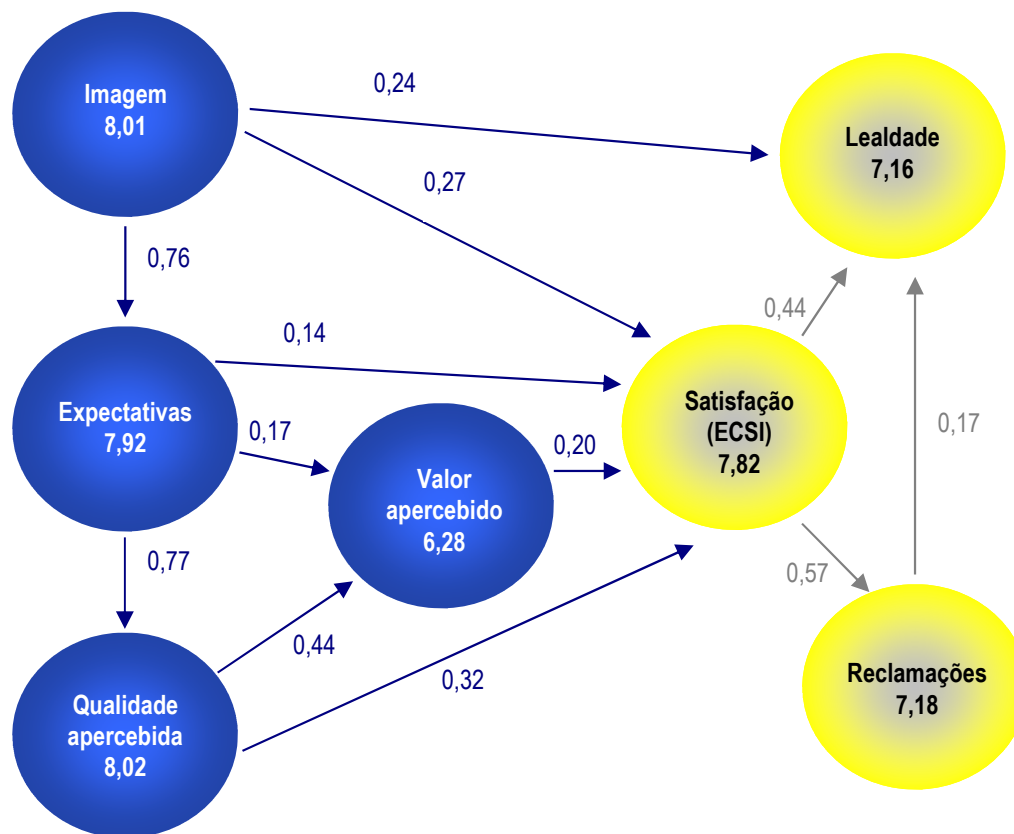 Imagem
8,01
0,24
Lealdade
7,16
0,27
0,76
0,44
0,14
Expectativas
7,92
0,17
Valor
apercebido
6,28
0,20
Satisfação
(ECSI)
7,82
0,17
0,77
0,44
0,32
0,57
Qualidade
apercebida
8,02
Reclamações
7,18